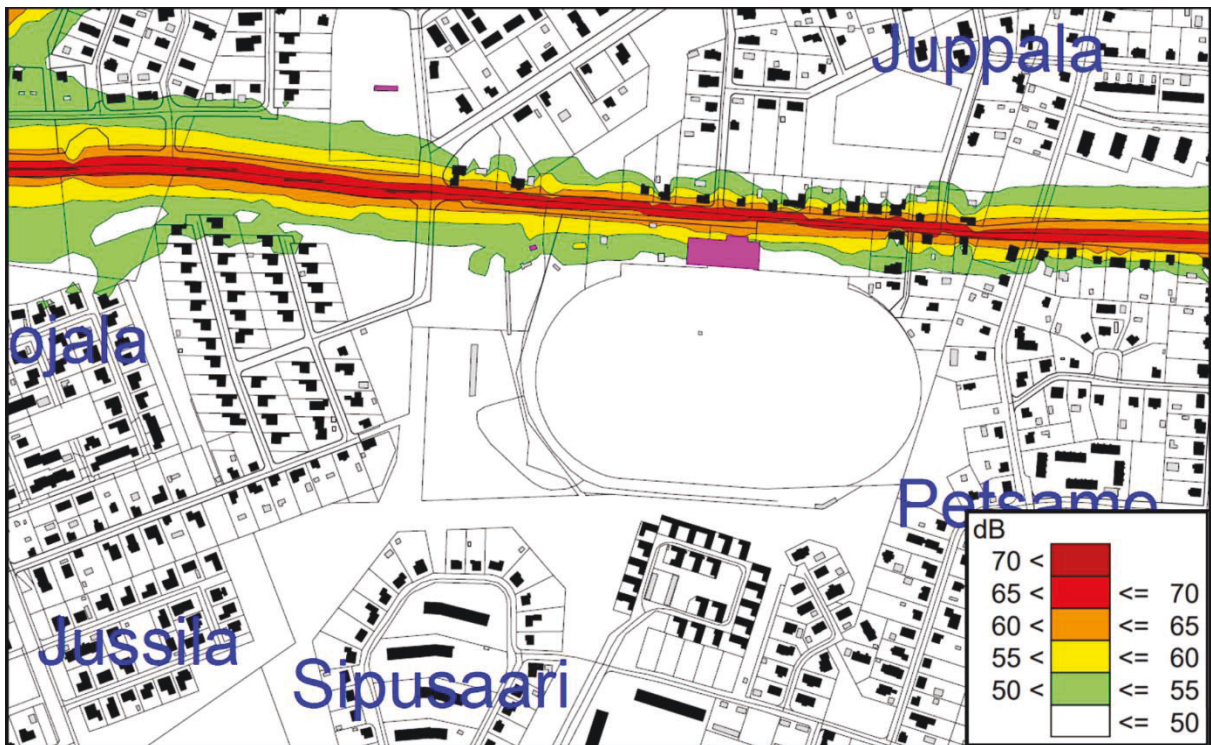 Juppala
ojala
Petsamo
Jussila
Sipusaari
dB
70 <
65 < <= 70
60 < <= 65
55 < <= 60
50 < <= 55
<= 50